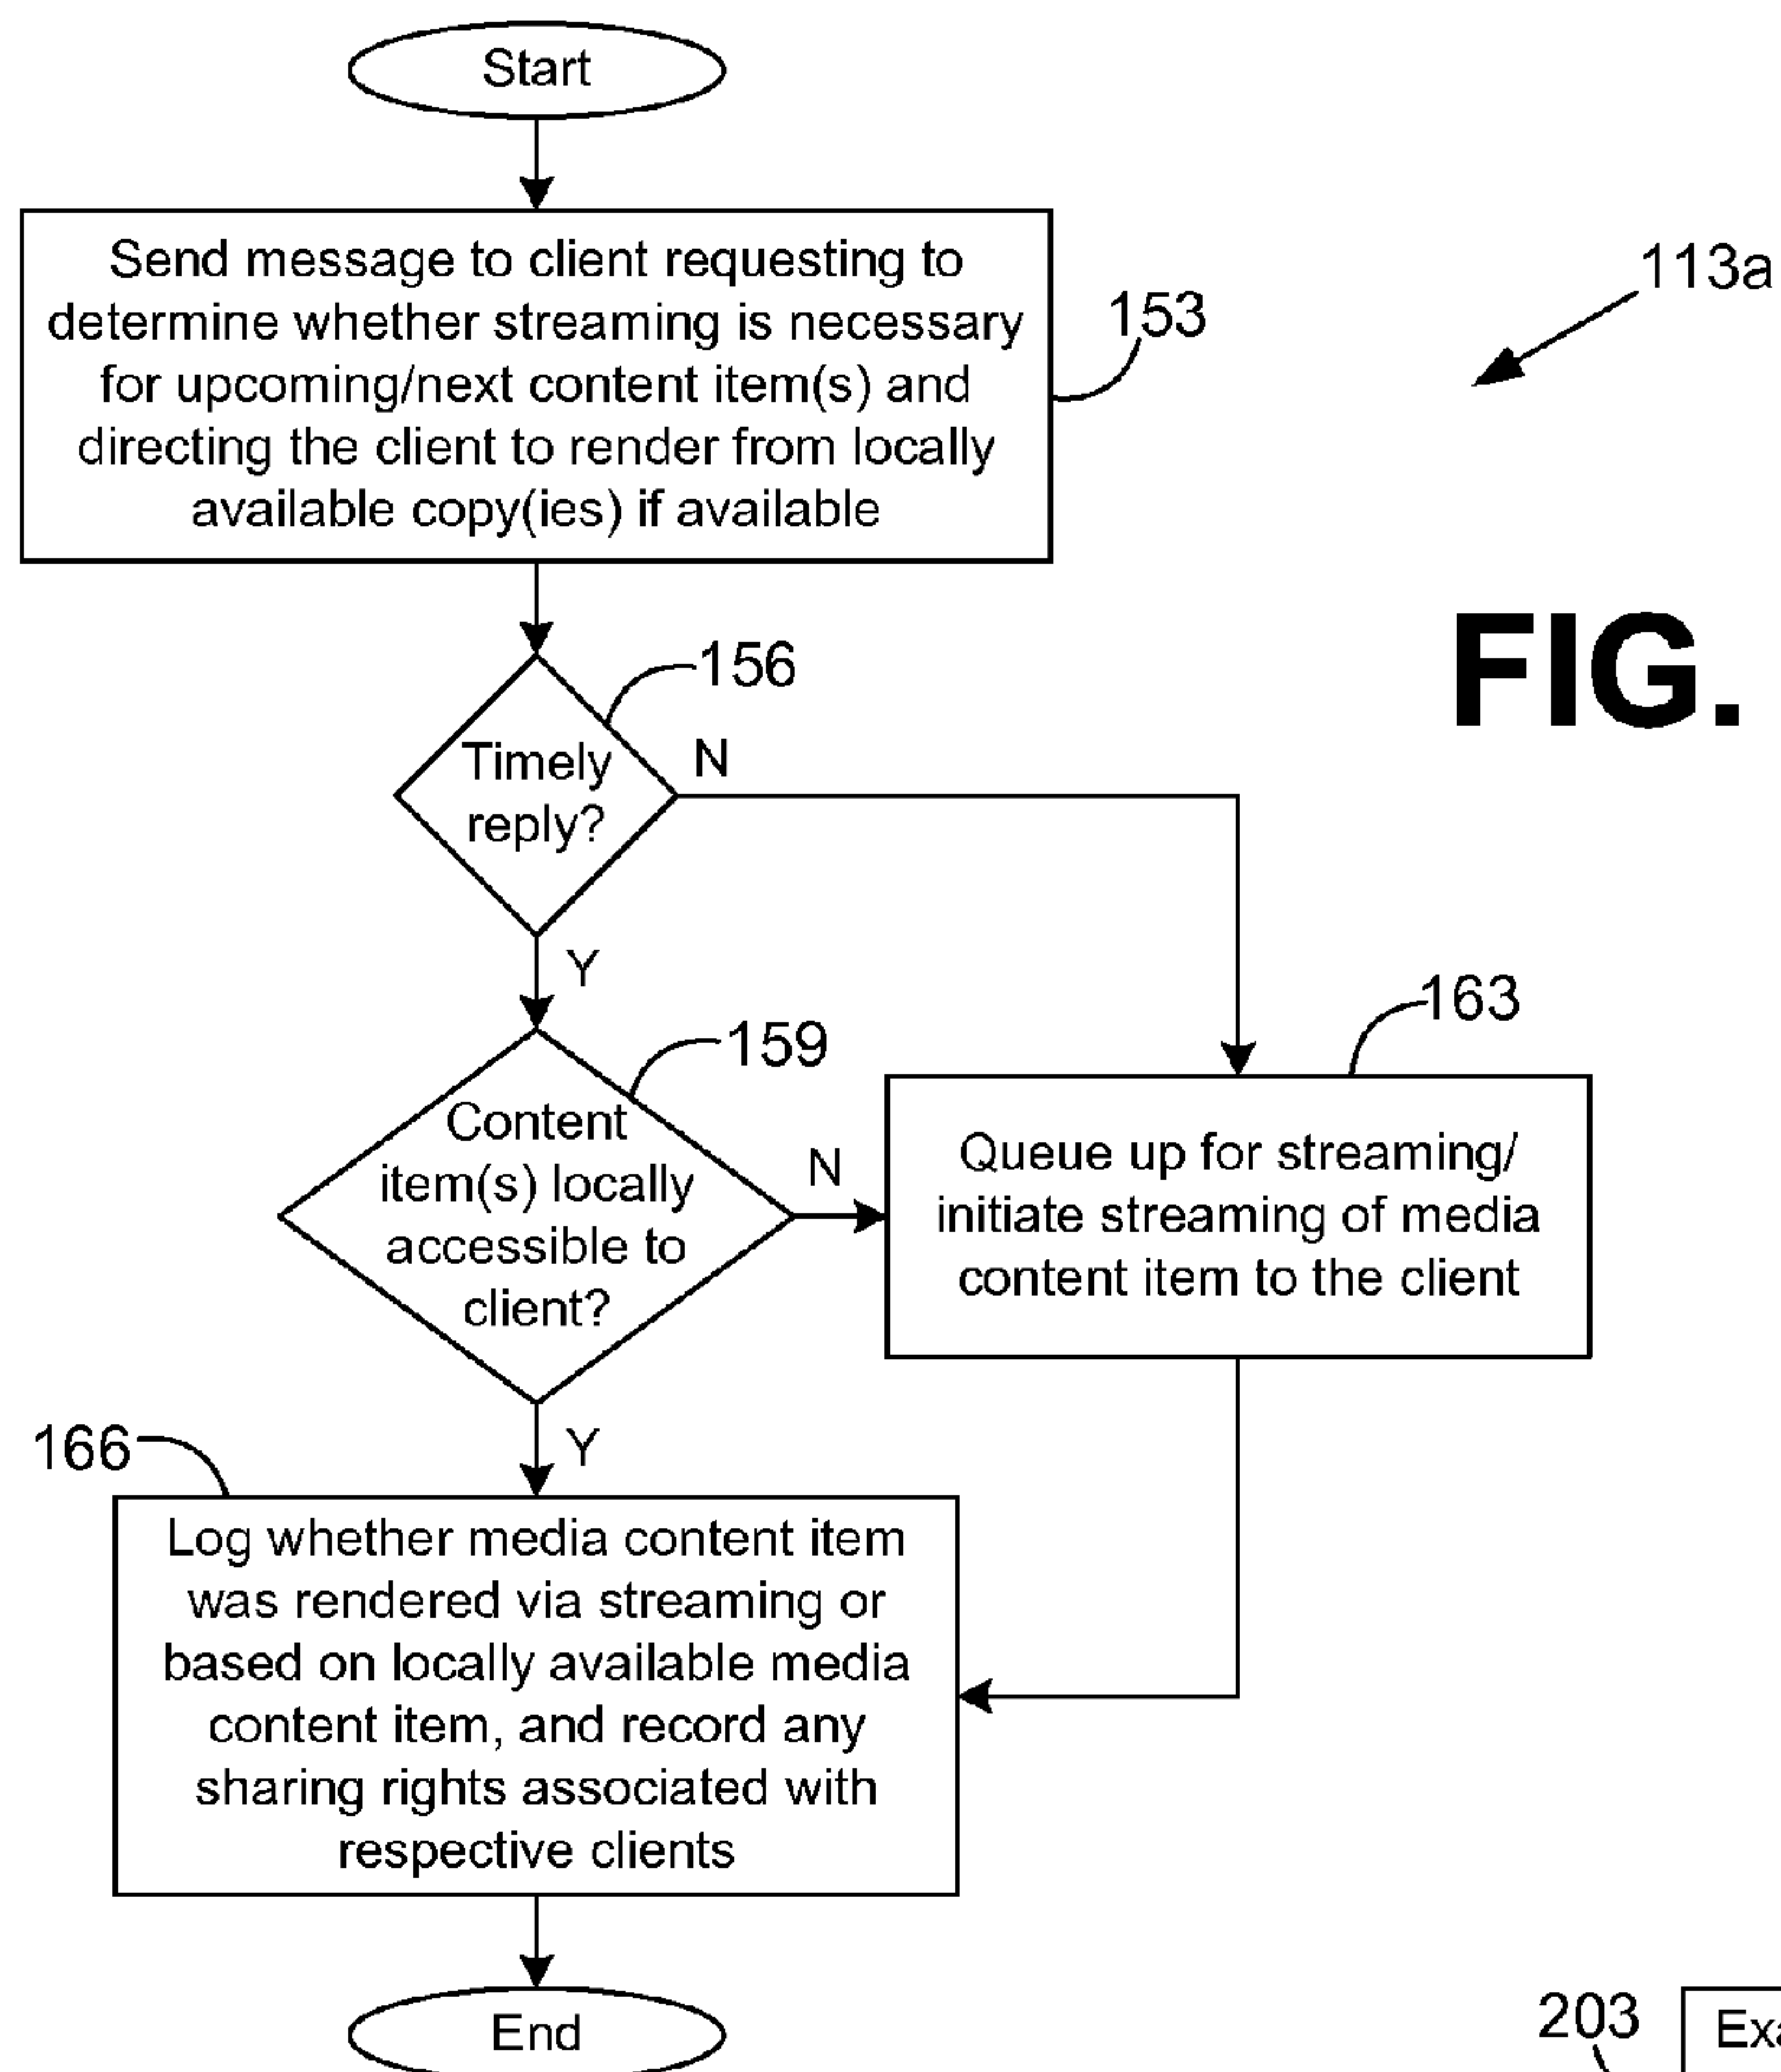 Start
Send message to client requesting to
determine whether streaming is necessary
for upcoming/next content item(s) and
directing the client to render from locally
available copy(ies) if available
153
113a
FIG.
156
Timely
reply?
N
Y
159
163
Content
item(s) locally
accessible to
client?
N
Queue up for streaming/
initiate streaming of media
content item to the client
Y
166
Log whether media content item
was rendered via streaming or
based on locally available media
content item, and record any
sharing rights associated with
respective clients
End
203